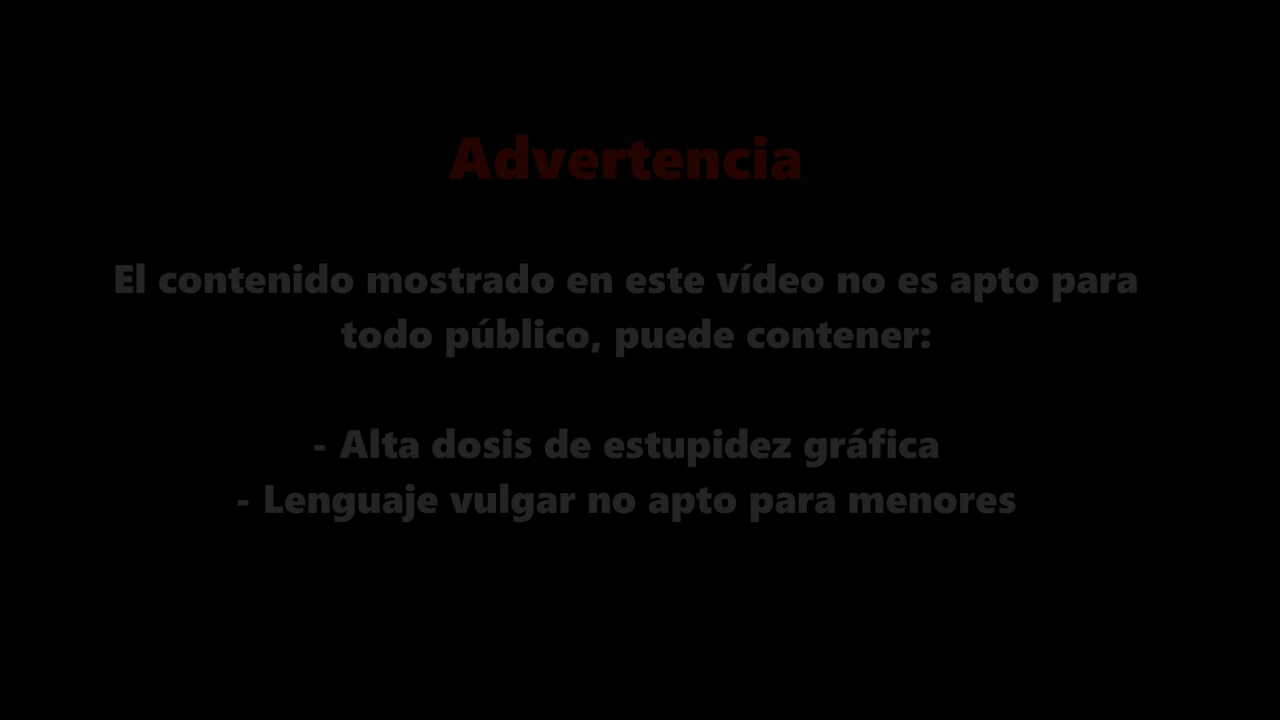 Advertencia
El contenido mostrado en este vídeo no es apto para
todo público, puede contener:
- Alta dosis de estupidez gráfica
- Lenguaje vulgar no apto para menores